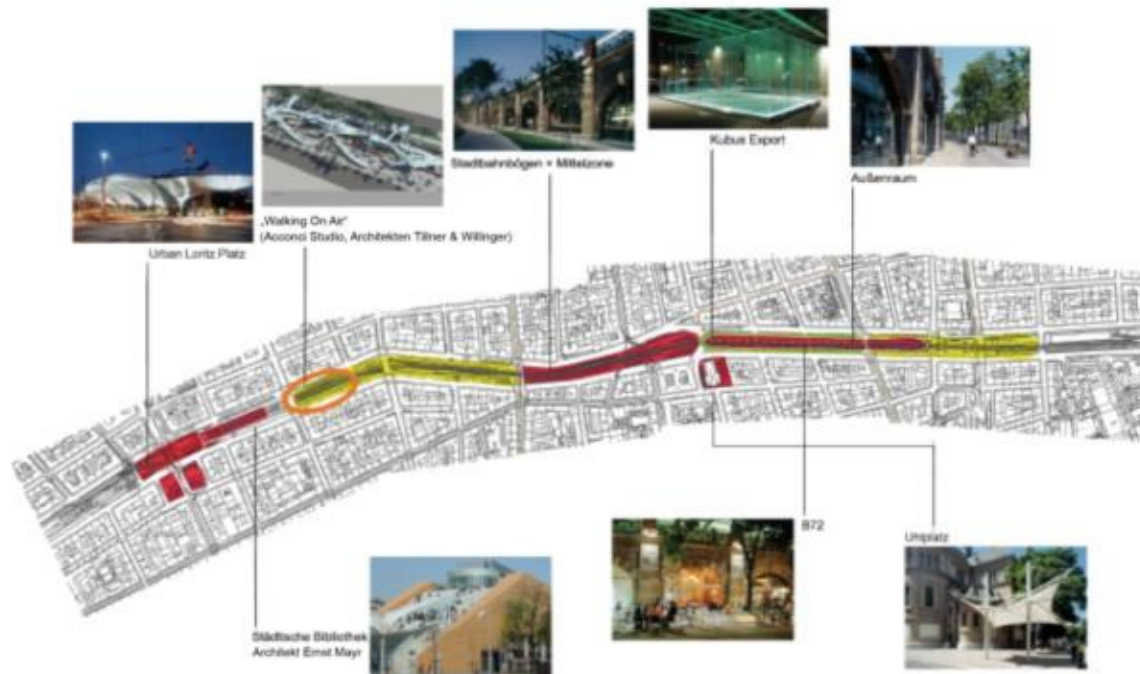 Kubus Export
Stadtbahnbögen + Mittelzone
Außenraum
„Walking On Air"
(Acconci Studio, Architekten Tillner & Willinger)
Urban Loritz Platz
B72
Uhlplatz
Städtische Bibliothek
Architekt Ernst Mayr